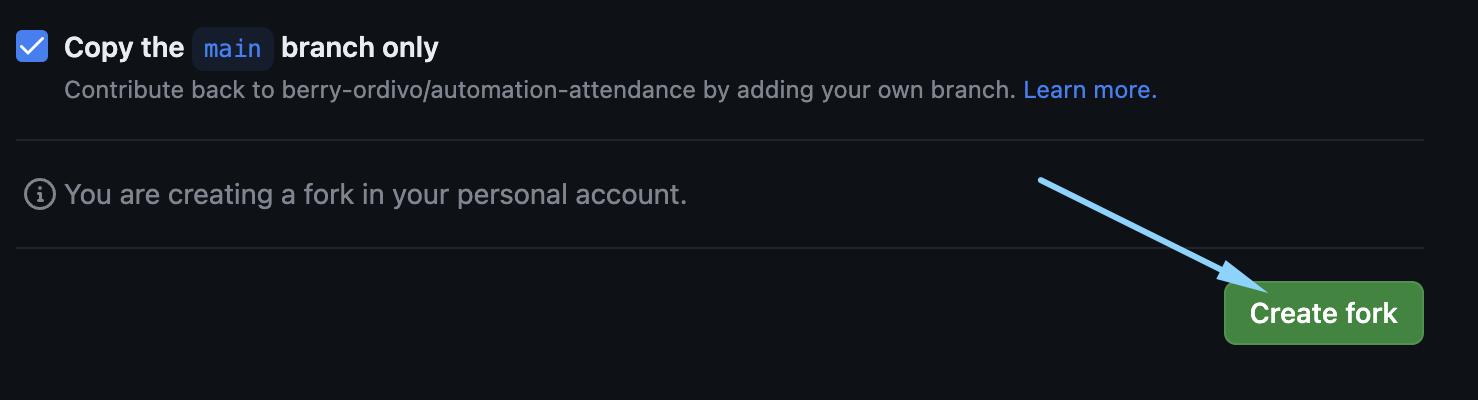 Copy the main branch only
Contribute back to berry-ordivo/automation-attendance by adding your own branch. Learn more.
You are creating a fork in your personal account.
Create fork